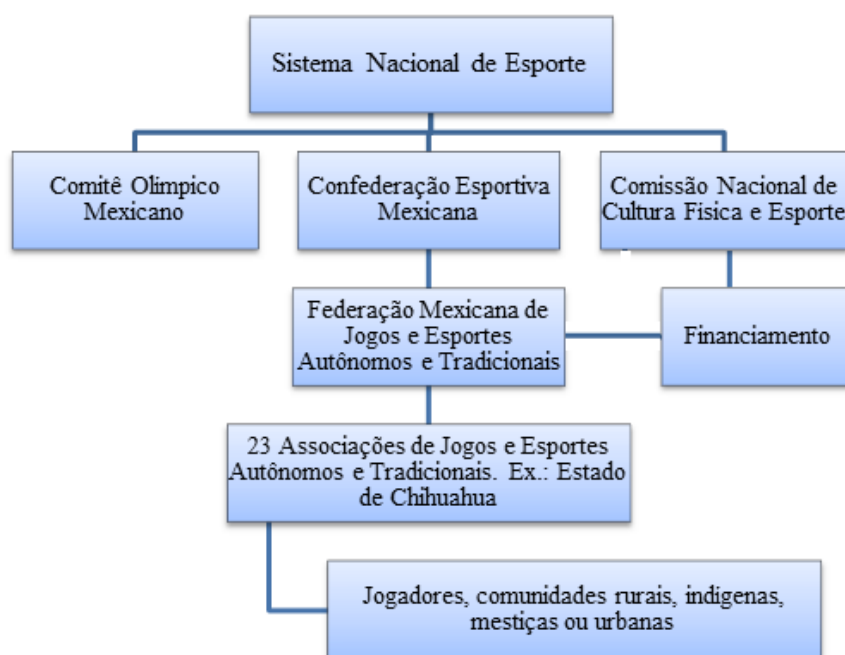 Sistema Nacional de Esporte
Comitê Olimpico
Mexicano
Confederação Esportiva
Mexicana
Comissão Nacional de
Cultura Física e Esporte
Federação Mexicana de
Jogos e Esportes
Autônomos e Tradicionais
Financiamento
23 Associações de Jogos e Esportes
Autônomos e Tradicionais. Ex.: Estado
de Chihuahua
Jogadores, comunidades rurais, indígenas,
mestiças ou urbanas